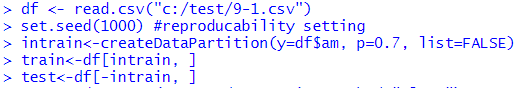 > df <- read.csv("c:/test/9-1.csv")
> set.seed(1000) #reproducability setting
> intrain<-createDataPartition(y=df$am, p=0.7, list=FALSE)
> train<-df[intrain, ]
> test<-df[-intrain, ]